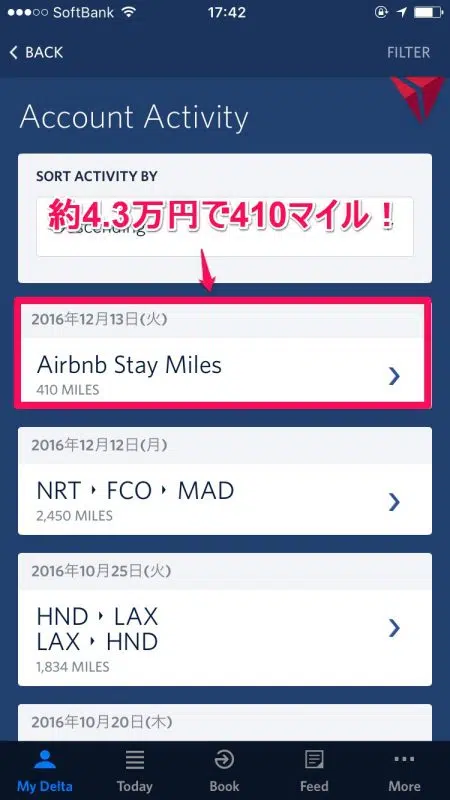 SoftBank 17:42
BACK FILTER
Account Activity
SORT ACTIVITY BY
約4.3万円で410マイル！
Descending
2016年12月13日(火)
Airbnb Stay Miles
410 MILES
2016年12月12日(月)
NRT ‣ FCO ‣ MAD
2,450 MILES
2016年10月25日(火)
HND ‣ LAX
LAX ‣ HND
1,834 MILES
2016年10月20日(木)
My Delta Today Book Feed More